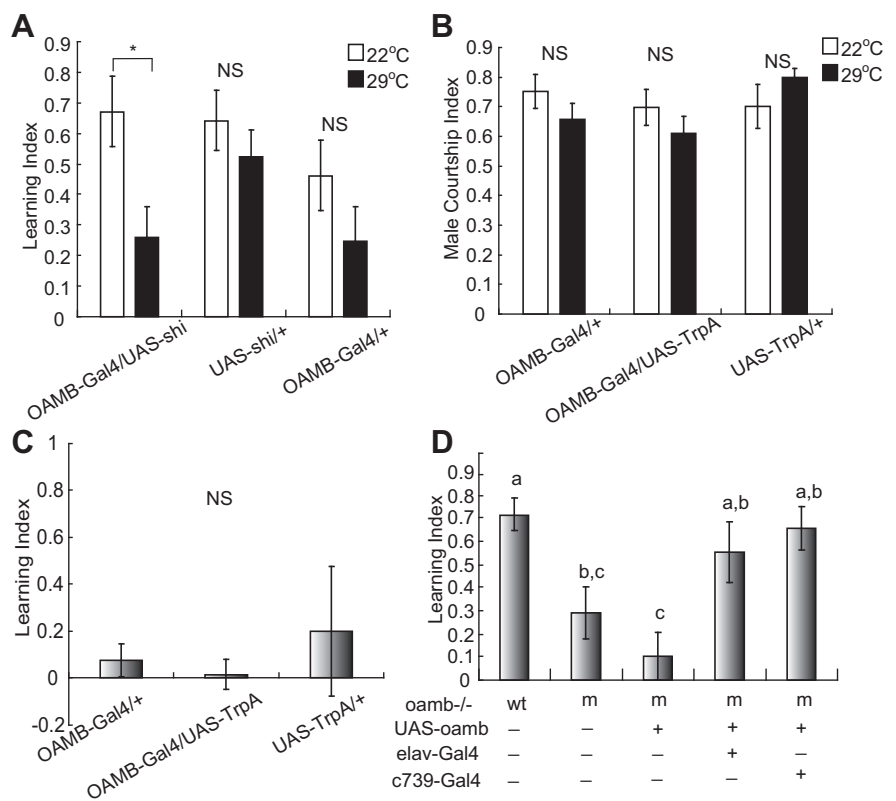 A
Learning Index
0.9
0.8
0.7
0.6
0.5
0.4
0.3
0.2
0.1
0
*
NS
NS
22°C
29°C
OAMB-Gal4/UAS-shi
UAS-shi/+
OAMB-Gal4/+
B
Male Courtship Index
0.9
0.8
0.7
0.6
0.5
0.4
0.3
0.2
0.1
0
NS
NS
NS
22°C
29°C
OAMB-Gal4/+
OAMB-Gal4/UAS-TrpA
UAS-TrpA/+
C
Learning Index
1
0.8
0.6
0.4
0.2
0
-0.2
NS
OAMB-Gal4/+
OAMB-Gal4/UAS-TrpA
UAS-TrpA/+
D
Learning Index
0.9
0.8
0.7
0.6
0.5
0.4
0.3
0.2
0.1
0
a
b,c
c
a,b
a,b
oamb-/- wt m m m m
UAS-oamb – – + + +
elav-Gal4 – – – + –
c739-Gal4 – – – – +